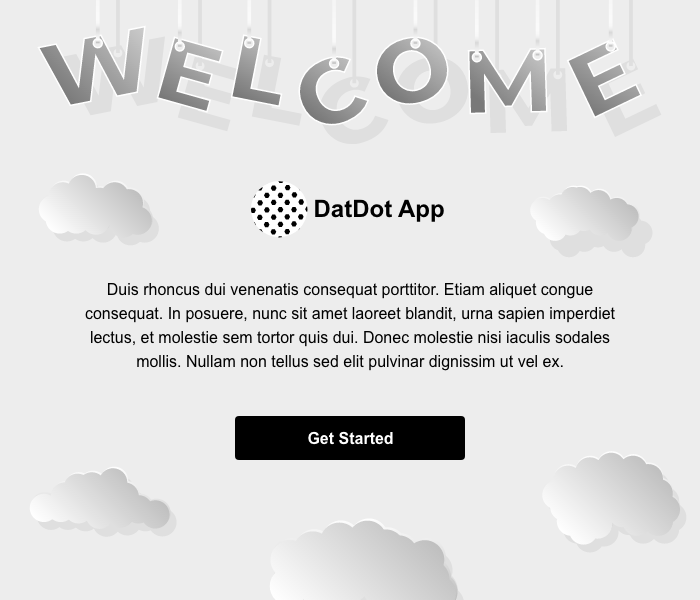 WELCOME
DatDot App
Duis rhoncus dui venenatis consequat porttitor. Etiam aliquet congue
consequat. In posuere, nunc sit amet laoreet blandit, urna sapien imperdiet
lectus, et molestie sem tortor quis dui. Donec molestie nisi iaculis sodales
mollis. Nullam non tellus sed elit pulvinar dignissim ut vel ex.
Get Started